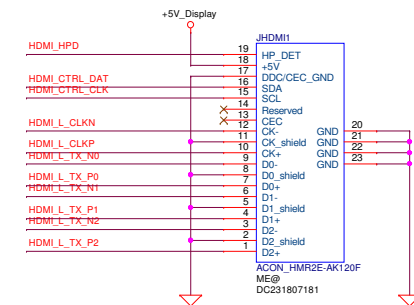 +5V_Display
JHDMI1
HDMI_HPD 19 HP_DET
18 +5V
17 DDC/CEC_GND
HDMI_CTRL_DAT 16 SDA
HDMI_CTRL_CLK 15 SCL
14 Reserved
13 CEC
HDMI_L_CLKN 12 CK- GND 20
11 CK_shield GND 21
HDMI_L_CLKP 10 CK+ GND 22
HDMI_L_TX_N0 9 D0- GND 23
8 D0_shield
HDMI_L_TX_P0 7 D0+
HDMI_L_TX_N1 6 D1-
5 D1_shield
HDMI_L_TX_P1 4 D1+
HDMI_L_TX_N2 3 D2-
2 D2_shield
HDMI_L_TX_P2 1 D2+
ACON_HMR2E-AK120F
ME@
DC231807181